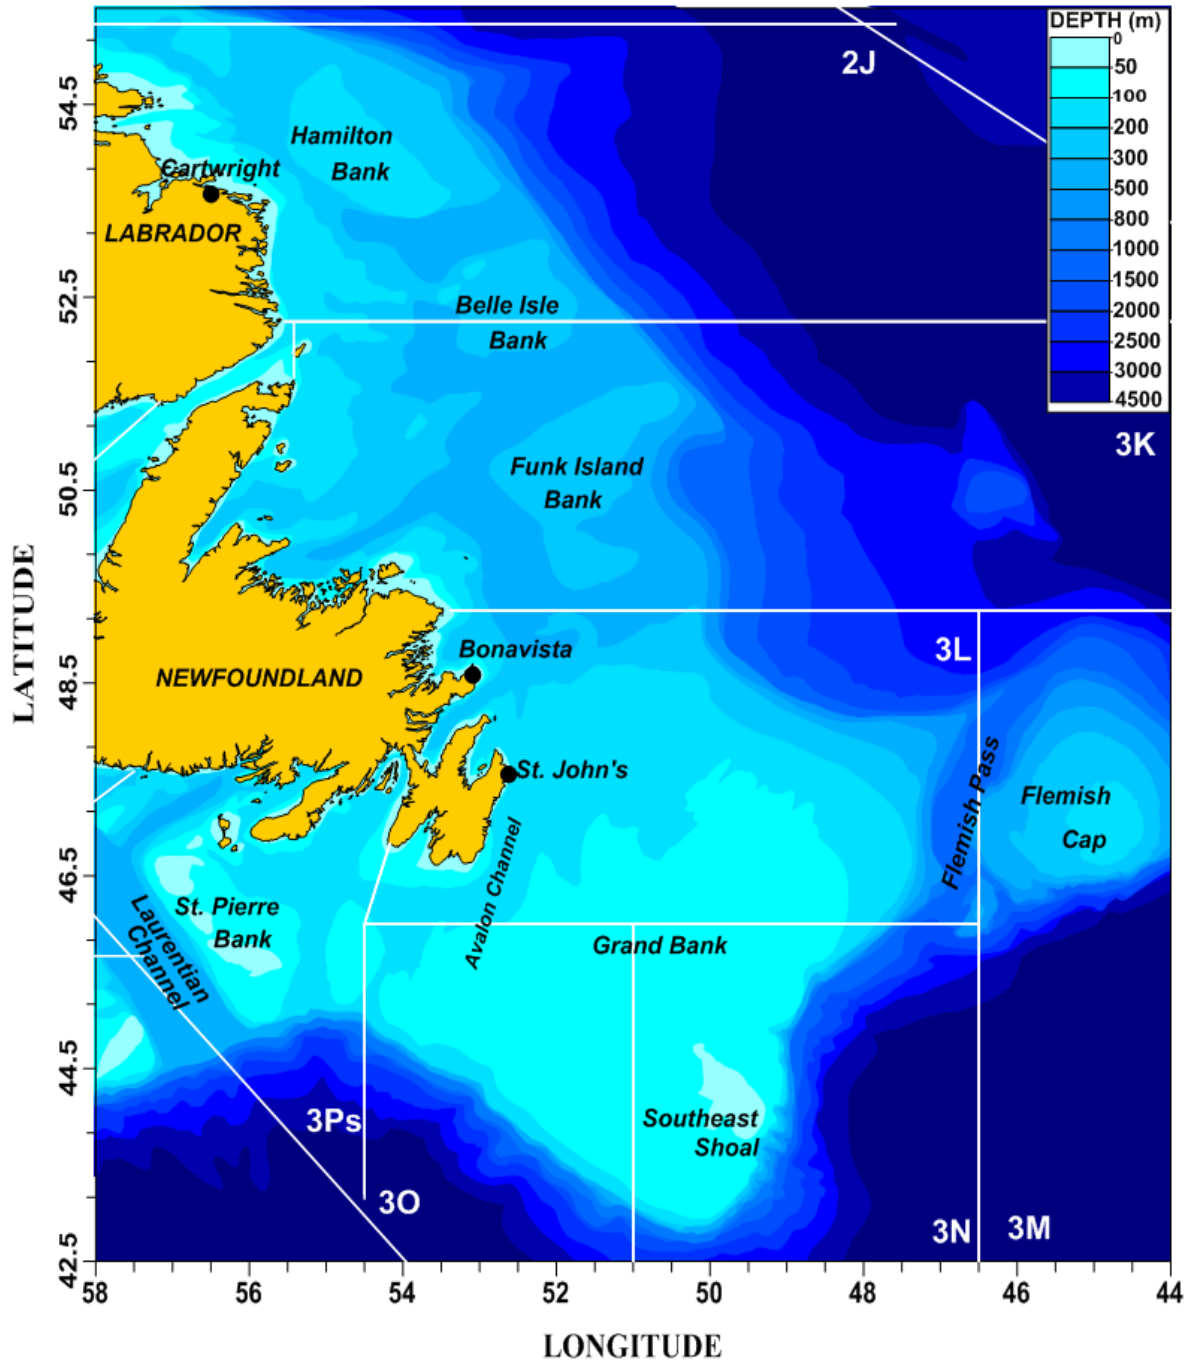 DEPTH (m)
0
50
100
200
300
500
800
1000
1500
2000
2500
3000
4500
2J
Hamilton
Bank
Cartwright
LABRADOR
Belle Isle
Bank
3K
Funk Island
Bank
3L
Bonavista
NEWFOUNDLAND
St. John's
Flemish Pass
Flemish
Cap
Avalon Channel
St. Pierre
Bank
Laurentian
Channel
Grand Bank
Southeast
Shoal
3Ps
3O
3N
3M
54.5
52.5
50.5
48.5
46.5
44.5
42.5
LATITUDE
58
56
54
52
50
48
46
44
LONGITUDE